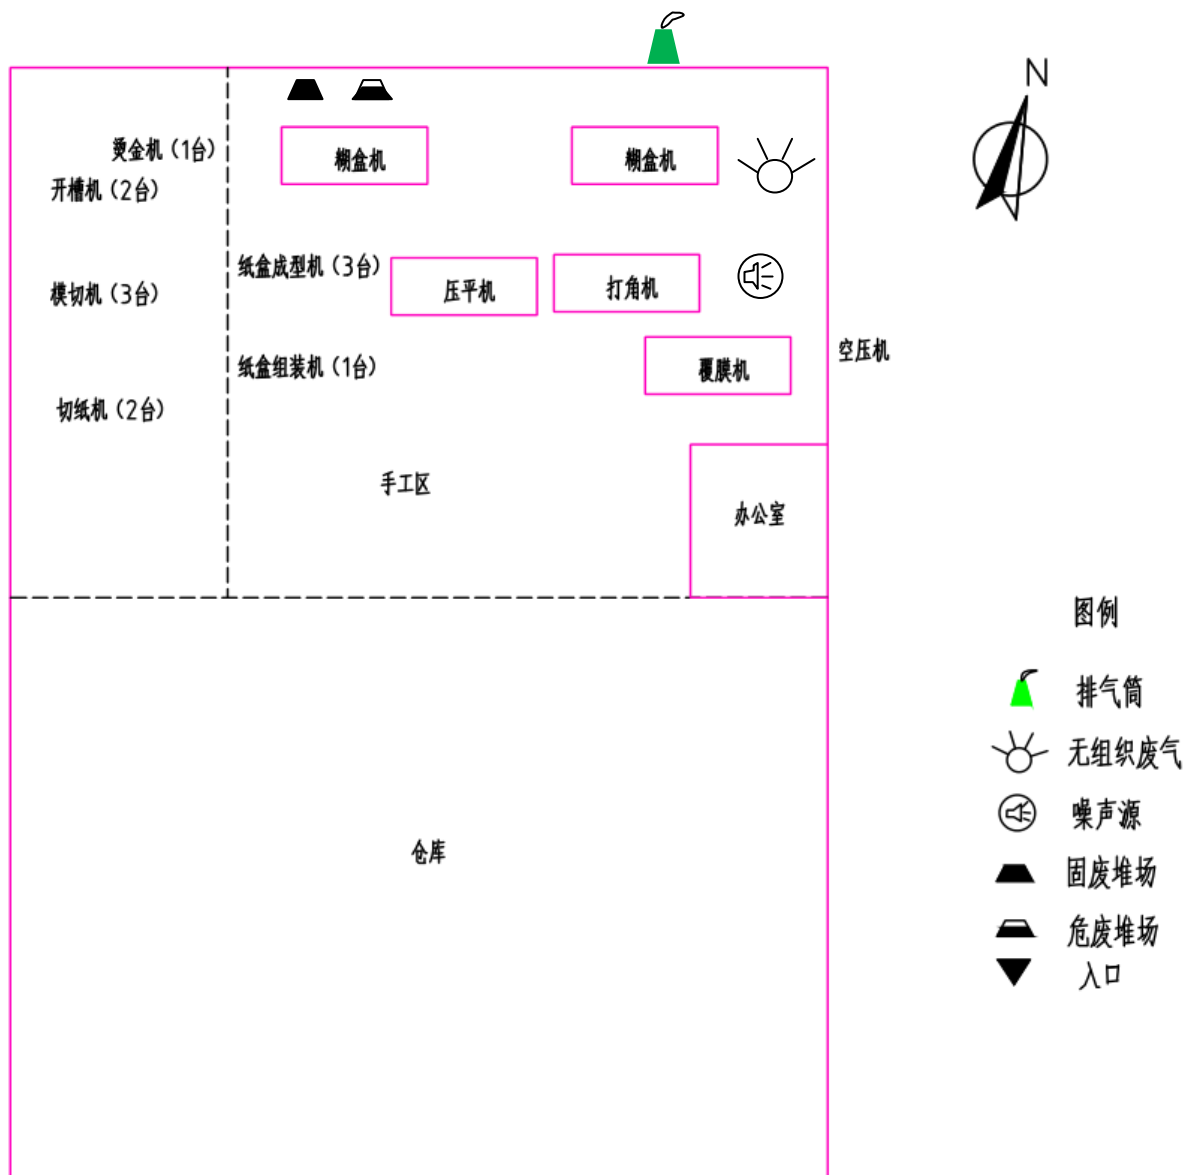 N
烫金机（1台）
糊盒机
糊盒机
开槽机（2台）
纸盒成型机（3台）
压平机
打角机
模切机（3台）
空压机
纸盒组装机（1台）
覆膜机
切纸机（2台）
手工区
办公室
图例
排气筒
无组织废气
噪声源
仓库
固废堆场
危废堆场
入口